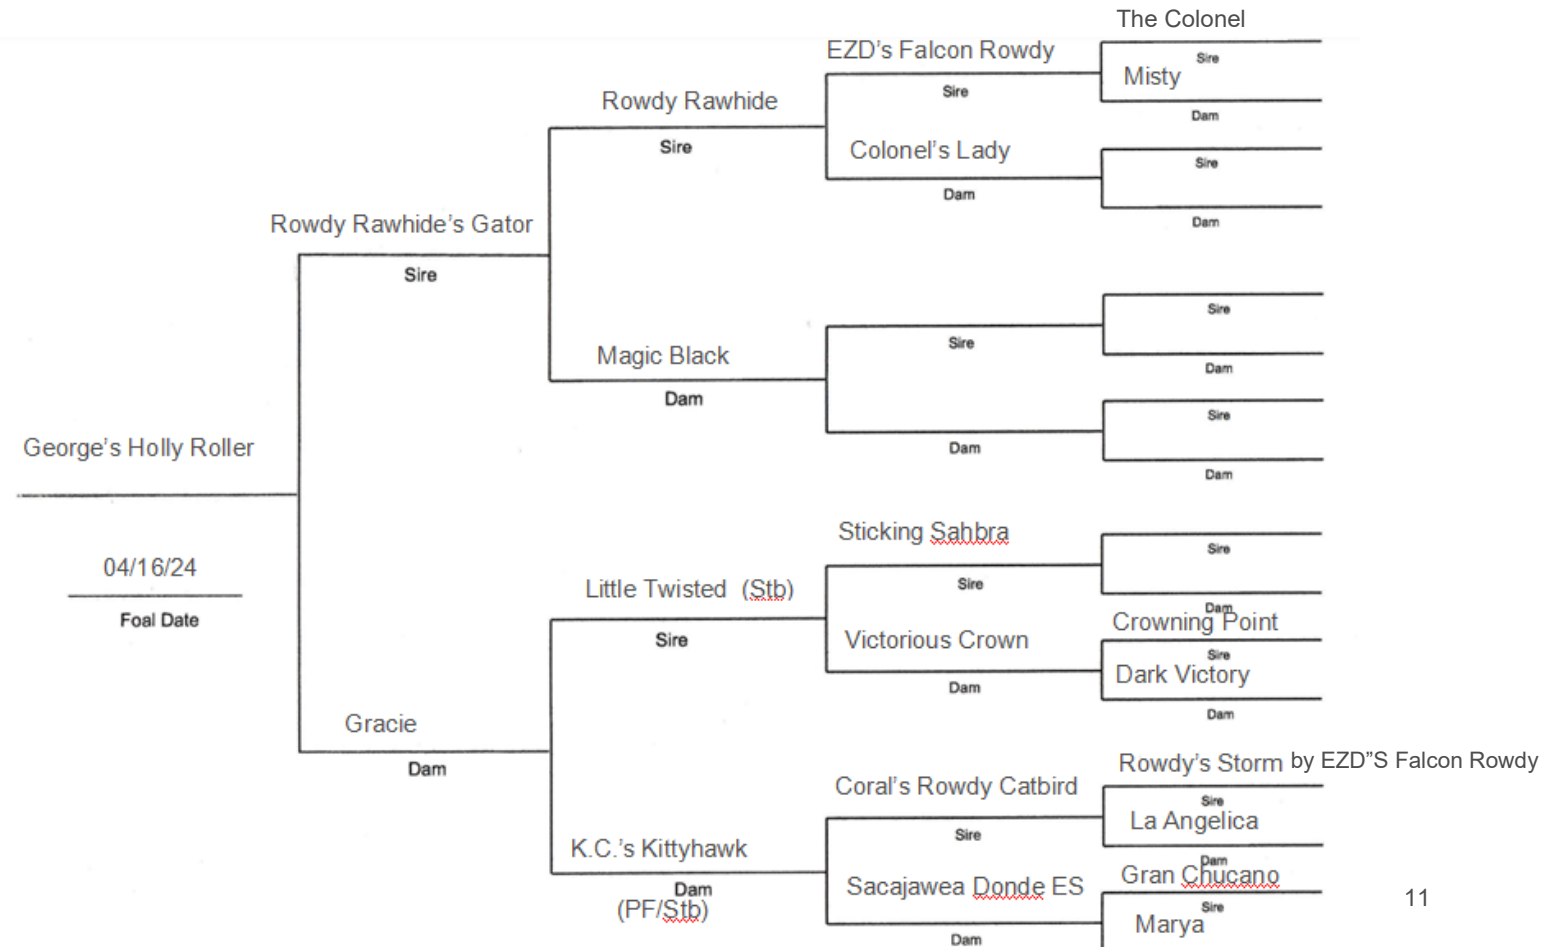 The Colonel
EZD's Falcon Rowdy
Sire
Misty
Sire
Dam
Rowdy Rawhide
Sire
Colonel's Lady
Sire
Dam
Dam
Rowdy Rawhide's Gator
Sire
Sire
Sire
Magic Black
Dam
Dam
Sire
Dam
Dam
George's Holly Roller
04/16/24
Foal Date
Sticking Sahbra
Sire
Sire
Little Twisted (Stb)
Sire
Dam
Crowning Point
Victorious Crown
Sire
Dark Victory
Dam
Dam
Gracie
Dam
Rowdy's Storm by EZD"S Falcon Rowdy
Coral's Rowdy Catbird
Sire
La Angelica
Sire
Dam
K.C.'s Kittyhawk
Dam
(PF/Stb)
Gran Chucano
Sacajawea Donde ES
Sire
Marya
Dam
11